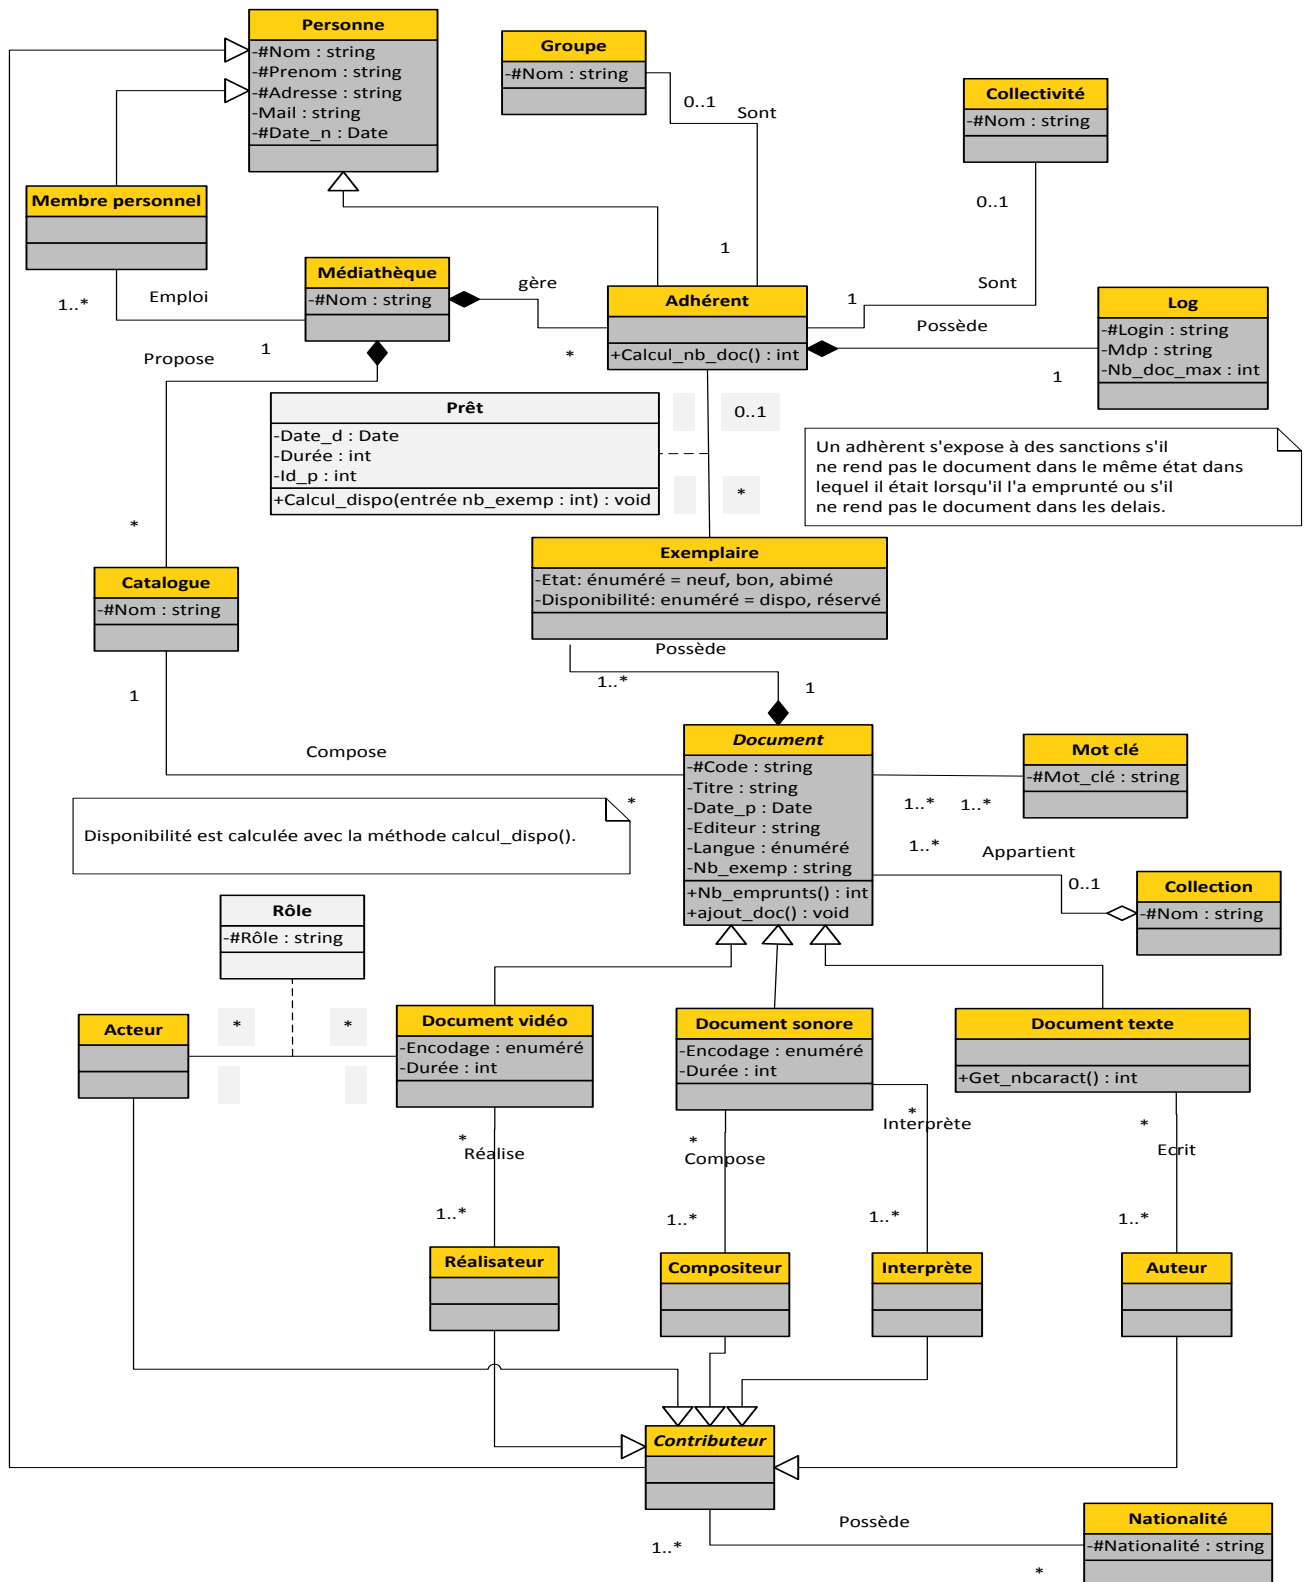 Personne
-#Nom : string
-#Prenom : string
-#Adresse : string
-Mail : string
-#Date_n : Date
Groupe
-#Nom : string
0..1
Sont
Collectivité
-#Nom : string
0..1
Sont
1
1
Membre personnel
1..*
Emploi
Médiathèque
-#Nom : string
1
gère
*
Adhérent
+Calcul_nb_doc() : int
Possède
1
Log
-#Login : string
-Mdp : string
-Nb_doc_max : int
Propose
*
Prêt
-Date_d : Date
-Durée : int
-Id_p : int
+Calcul_dispo(entrée nb_exemp : int) : void
0..1
*
Un adhèrent s'expose à des sanctions s'il
ne rend pas le document dans le même état dans
lequel il était lorsqu'il l'a emprunté ou s'il
ne rend pas le document dans les delais.
Catalogue
-#Nom : string
1
Exemplaire
-Etat: énuméré = neuf, bon, abimé
-Disponibilité: enuméré = dispo, réservé
Possède
1..*
1
Compose
*
Document
-#Code : string
-Titre : string
-Date_p : Date
-Editeur : string
-Langue : énuméré
-Nb_exemp : string
+Nb_emprunts() : int
+ajout_doc() : void
Mot clé
-#Mot_clé : string
1..*
1..*
1..*
Appartient
0..1
Collection
-#Nom : string
Disponibilité est calculée avec la méthode calcul_dispo().
Rôle
-#Rôle : string
Acteur
*
*
Document vidéo
-Encodage : enuméré
-Durée : int
Document sonore
-Encodage : enuméré
-Durée : int
Document texte
+Get_nbcaract() : int
*
Réalise
1..*
*
Compose
1..*
*
Interprète
1..*
*
Ecrit
1..*
Réalisateur
Compositeur
Interprète
Auteur
Contributeur
1..*
Possède
*
Nationalité
-#Nationalité : string